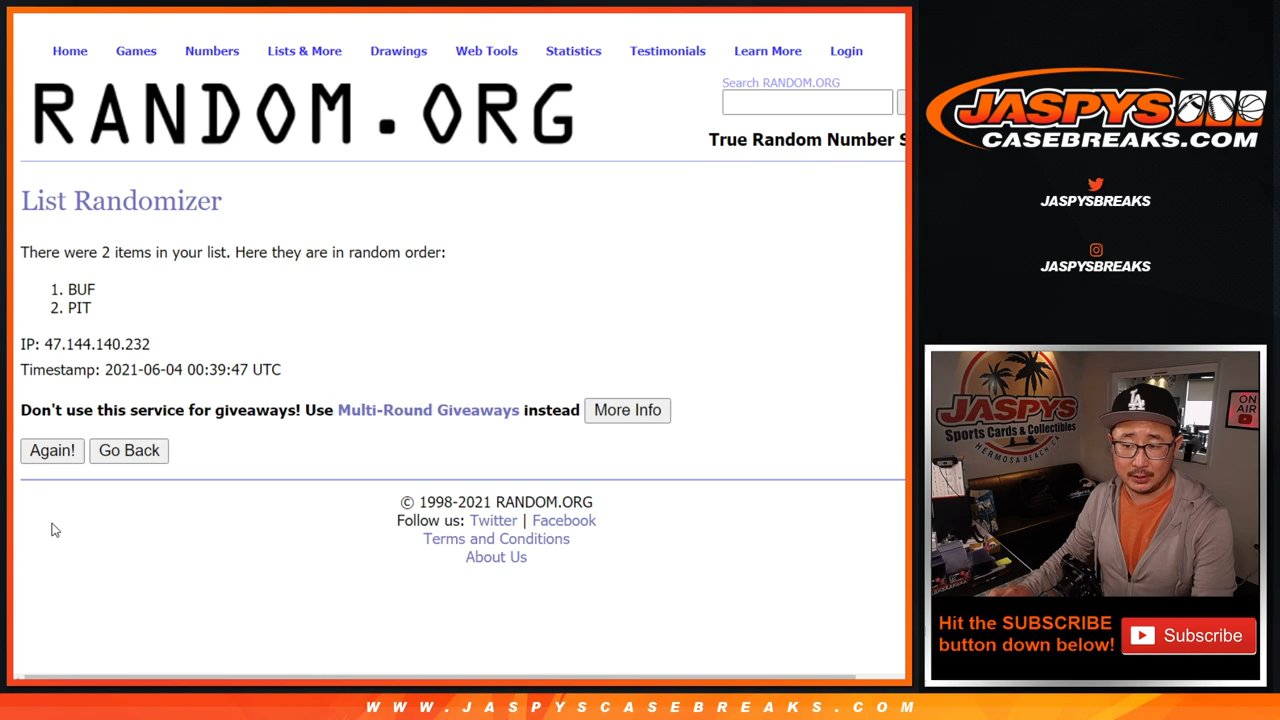 Home Games Numbers Lists & More Drawings Web Tools Statistics Testimonials Learn More Login
RANDOM.ORG
Search RANDOM.ORG
True Random Number S
List Randomizer
There were 2 items in your list. Here they are in random order:
1. BUF
2. PIT
IP: 47.144.140.232
Timestamp: 2021-06-04 00:39:47 UTC
Don't use this service for giveaways! Use Multi-Round Giveaways instead More Info
Again! Go Back
© 1998-2021 RANDOM.ORG
Follow us: Twitter | Facebook
Terms and Conditions
About Us
JASPYS
CASEBREAKS.COM
JASPYSBREAKS
JASPYSBREAKS
JASPYS
Sports Cards & Collectibles
HERMOSA BEACH, CA
LA
ON AIR
Hit the SUBSCRIBE
button down below!
Subscribe
WWW.JASPYSCASEBREAKS.COM